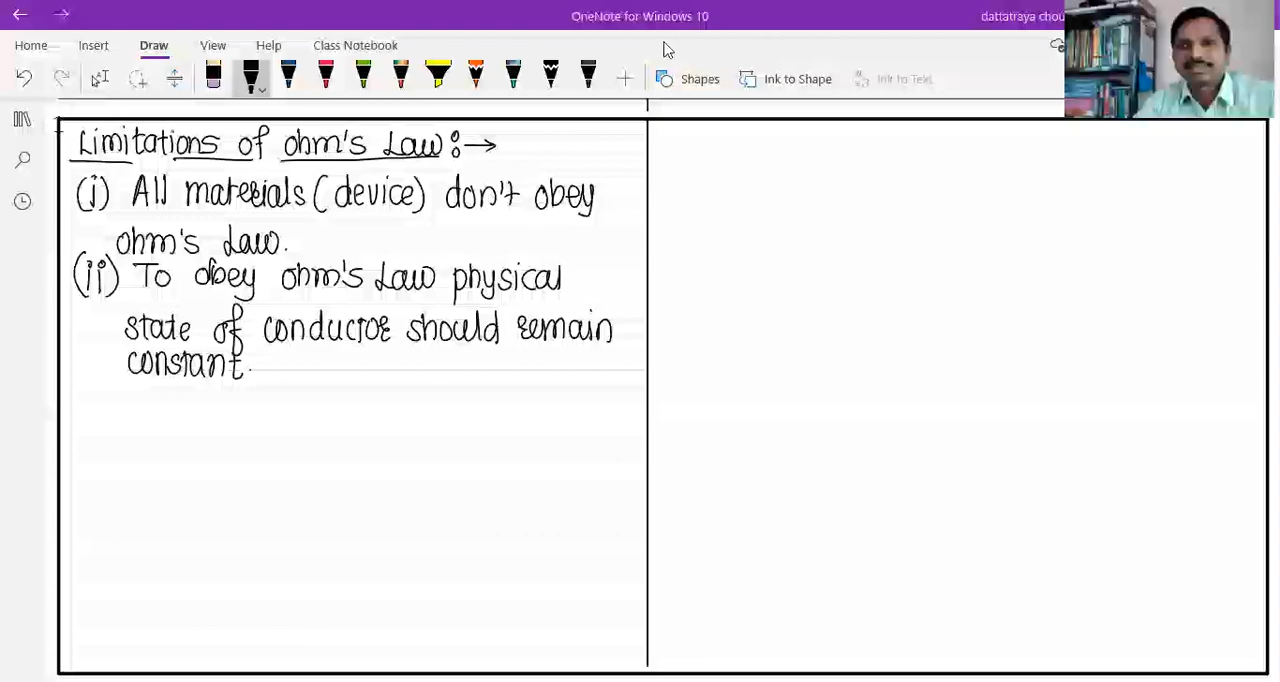 OneNote for Windows 10
dattatraya chou
Home Insert Draw View Help Class Notebook
Shapes Ink to Shape Ink to Text
Limitations of ohm's Law:→
(i) All materials (device) don't obey
ohm's Law.
(ii) To obey ohm's Law physical
state of conductor should remain
constant.